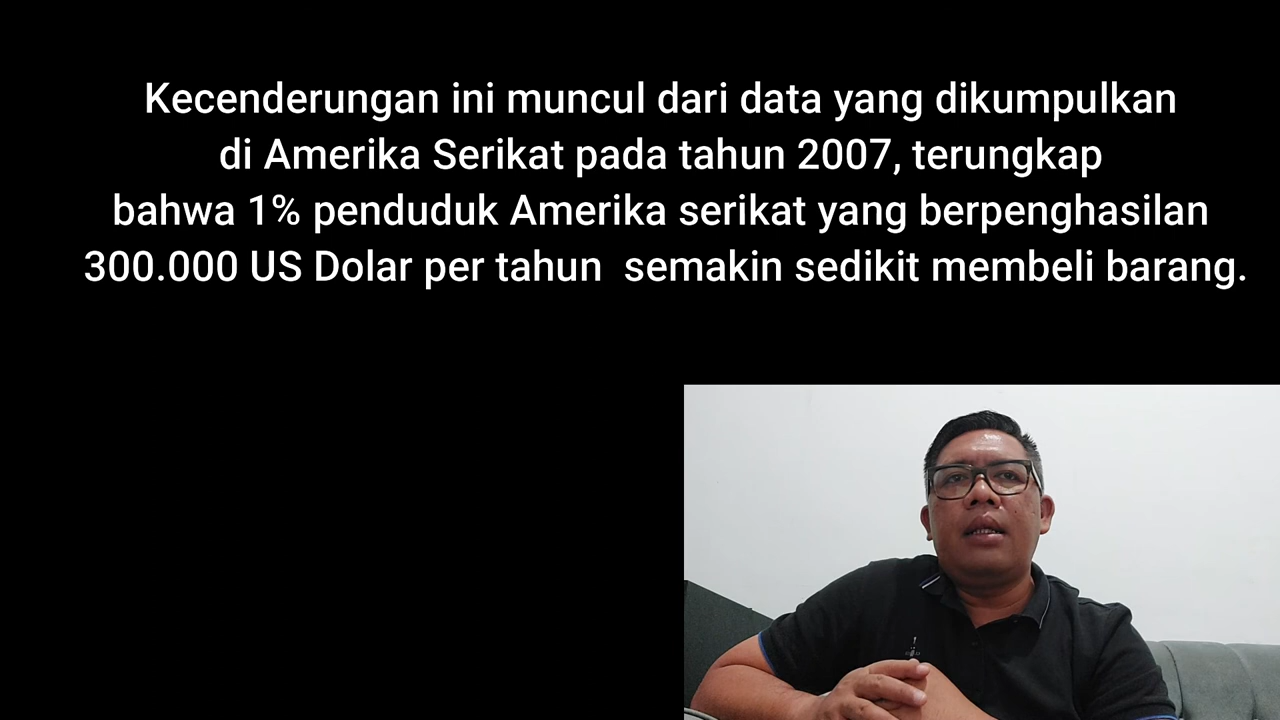 Kecenderungan ini muncul dari data yang dikumpulkan
di Amerika Serikat pada tahun 2007, terungkap
bahwa 1% penduduk Amerika serikat yang berpenghasilan
300.000 US Dolar per tahun  semakin sedikit membeli barang.